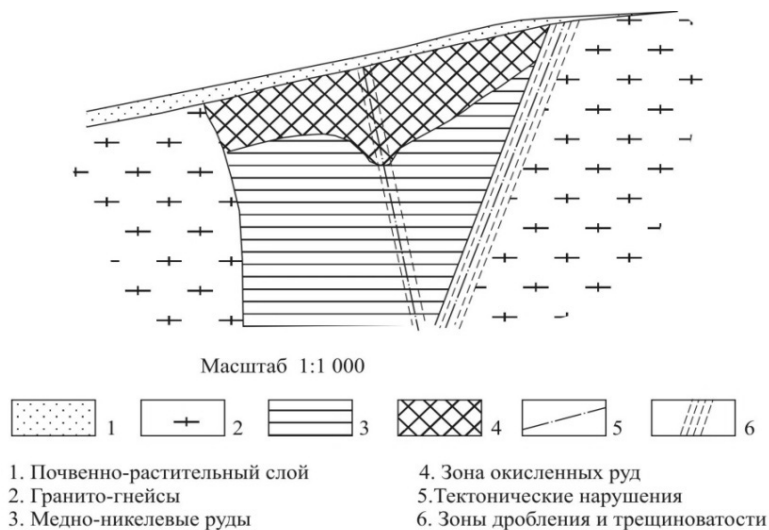 Масштаб 1:1 000
1 2 3 4 5 6
1. Почвенно-растительный слой
2. Гранито-гнейсы
3. Медно-никелевые руды
4. Зона окисленных руд
5.Тектонические нарушения
6. Зоны дробления и трещиноватости